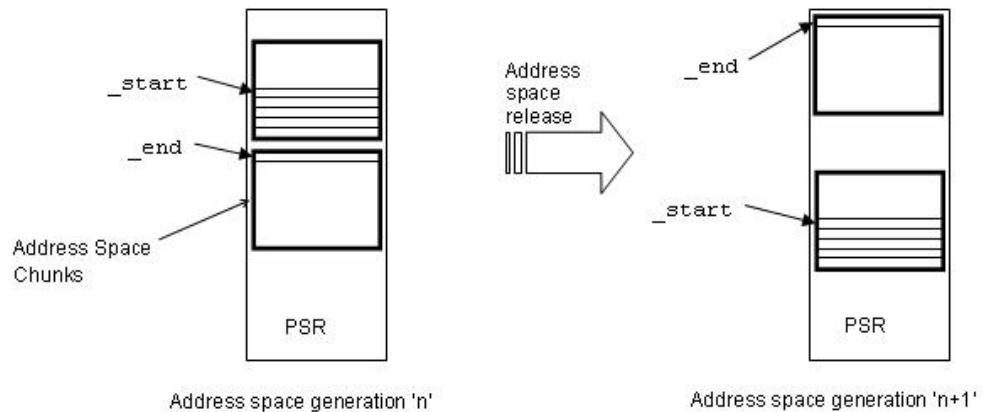 _start
_end
Address Space
Chunks
PSR
Address space generation 'n'
Address
space
release
_end
_start
PSR
Address space generation 'n+1'